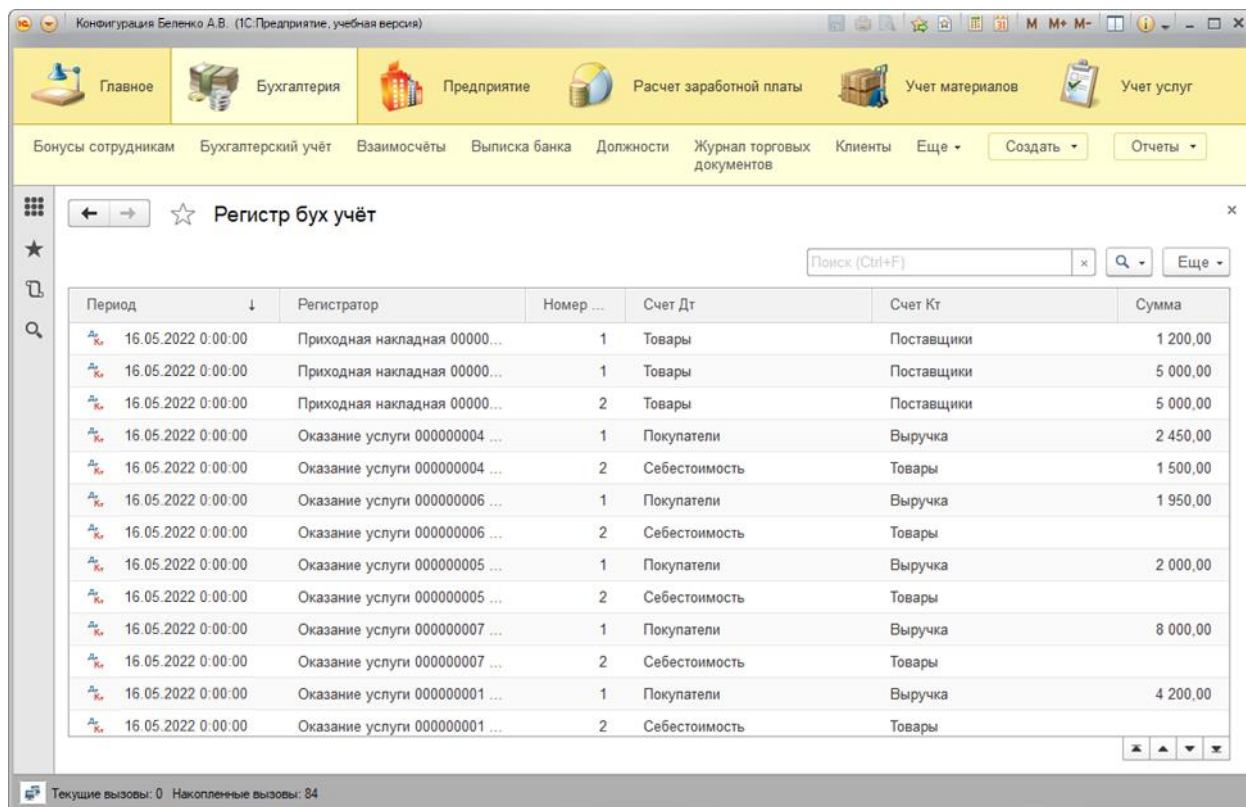 Конфигурация Беленко А.В. (1С:Предприятие, учебная версия)
M M+ M-
Главное Бухгалтерия Предприятие Расчет заработной платы Учет материалов Учет услуг
Бонусы сотрудникам Бухгалтерский учёт Взаимосчёты Выписка банка Должности Журнал торговых Клиенты Еще Создать Отчеты
документов
Регистр бух учёт
Поиск (Ctrl+F) Еще
Период Регистратор Номер ... Счет Дт Счет Кт Сумма
16.05.2022 0:00:00 Приходная накладная 00000... 1 Товары Поставщики 1 200,00
16.05.2022 0:00:00 Приходная накладная 00000... 1 Товары Поставщики 5 000,00
16.05.2022 0:00:00 Приходная накладная 00000... 2 Товары Поставщики 5 000,00
16.05.2022 0:00:00 Оказание услуги 000000004 ... 1 Покупатели Выручка 2 450,00
16.05.2022 0:00:00 Оказание услуги 000000004 ... 2 Себестоимость Товары 1 500,00
16.05.2022 0:00:00 Оказание услуги 000000006 ... 1 Покупатели Выручка 1 950,00
16.05.2022 0:00:00 Оказание услуги 000000006 ... 2 Себестоимость Товары
16.05.2022 0:00:00 Оказание услуги 000000005 ... 1 Покупатели Выручка 2 000,00
16.05.2022 0:00:00 Оказание услуги 000000005 ... 2 Себестоимость Товары
16.05.2022 0:00:00 Оказание услуги 000000007 ... 1 Покупатели Выручка 8 000,00
16.05.2022 0:00:00 Оказание услуги 000000007 ... 2 Себестоимость Товары
16.05.2022 0:00:00 Оказание услуги 000000001 ... 1 Покупатели Выручка 4 200,00
16.05.2022 0:00:00 Оказание услуги 000000001 ... 2 Себестоимость Товары
Текущие вызовы: 0 Накопленные вызовы: 84